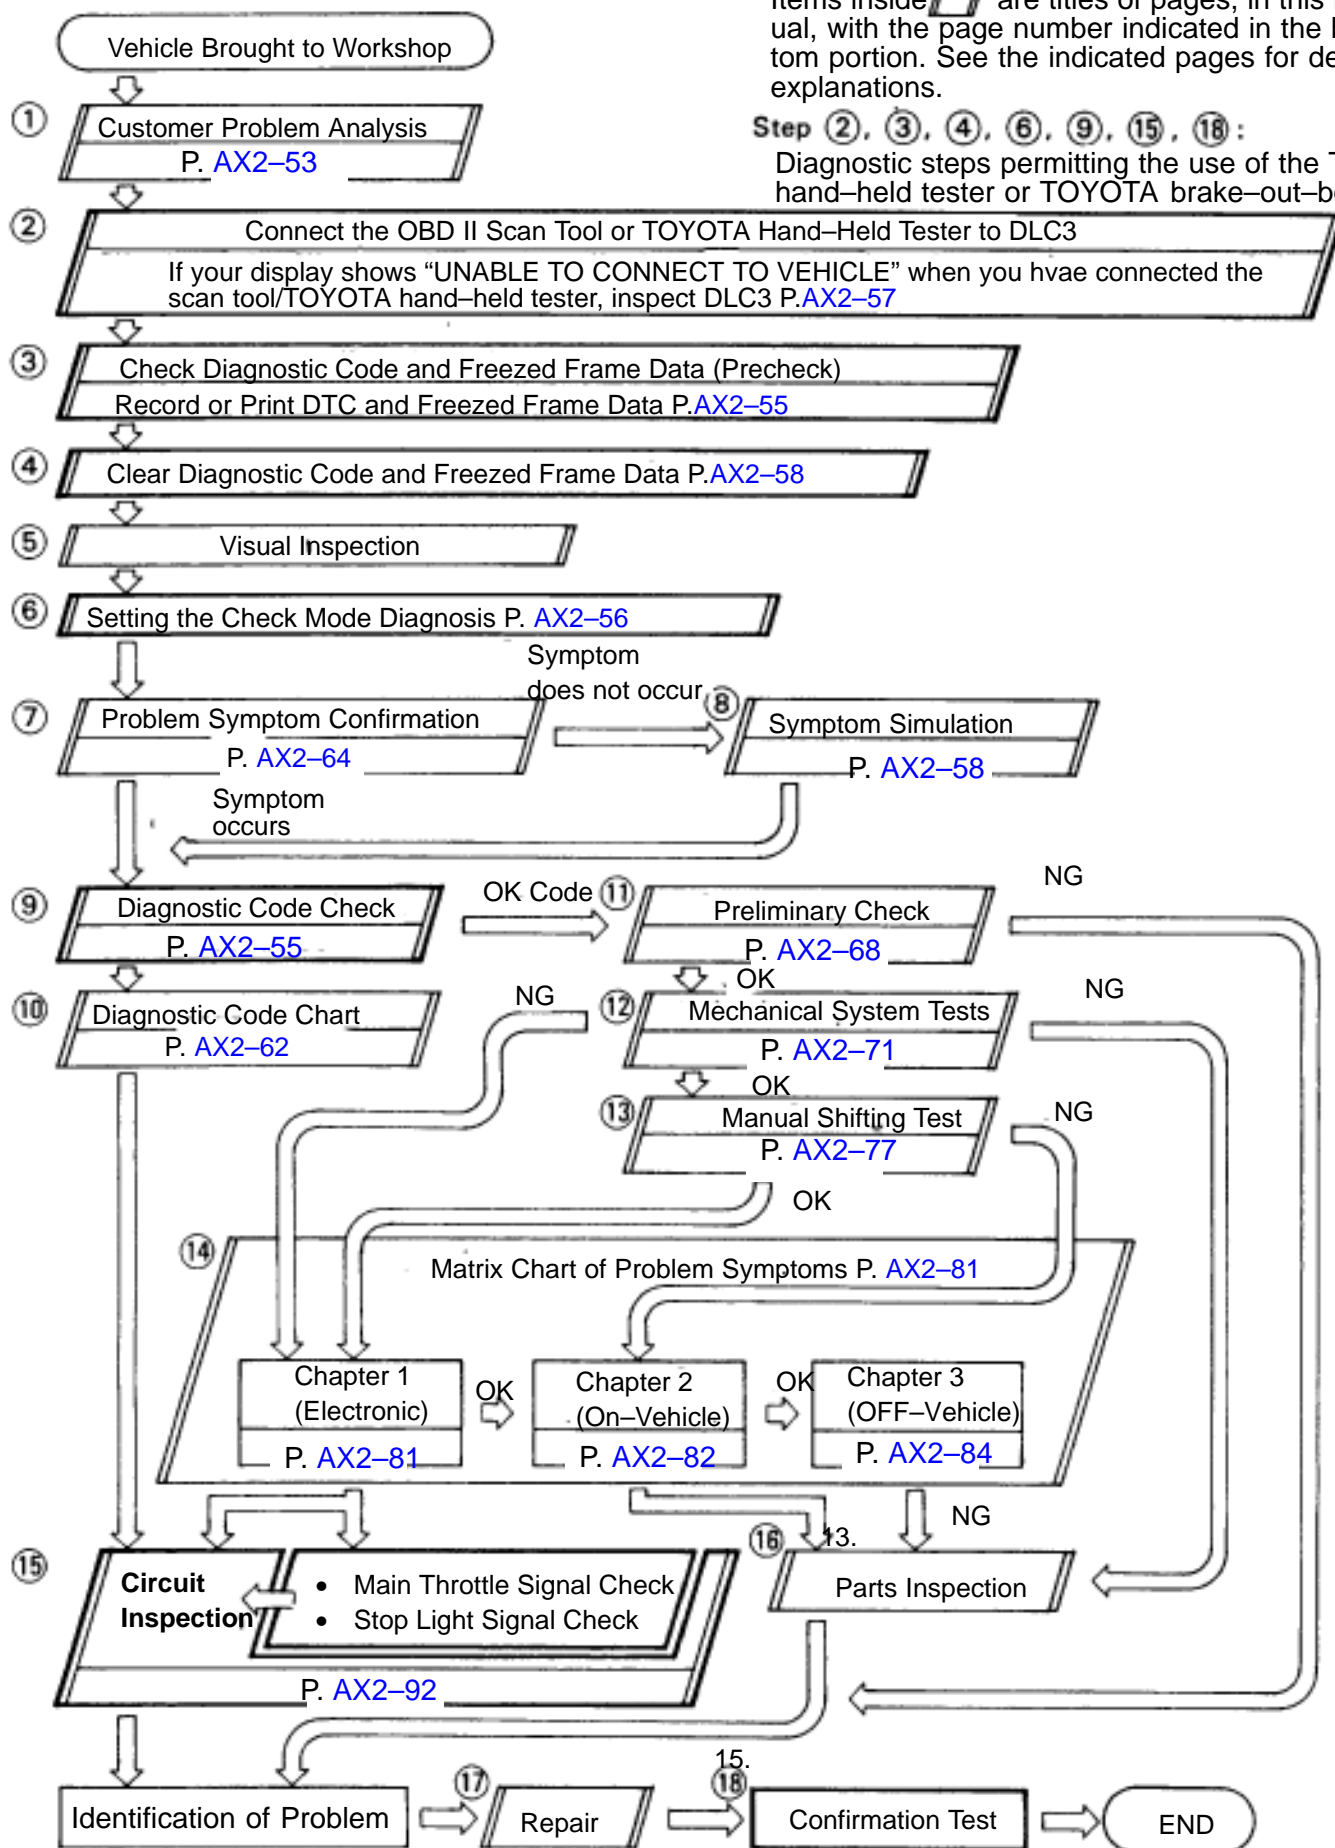 Items inside are titles of pages, in this
ual, with the page number indicated in the
tom portion. See the indicated pages for
explanations.
Step ②, ③, ④, ⑥, ⑨, ⑮, ⑱ :
Diagnostic steps permitting the use of the
hand–held tester or TOYOTA
Vehicle Brought to Workshop
①
Customer Problem Analysis
P. AX2–53
②
Connect the OBD II Scan Tool or TOYOTA Hand–Held Tester to DLC3
If your display shows “UNABLE TO CONNECT TO VEHICLE” when you hvae connected the
scan tool/TOYOTA hand–held tester, inspect DLC3 P.AX2–57
③
Check Diagnostic Code and Freezed Frame Data (Precheck)
Record or Print DTC and Freezed Frame Data P.AX2–55
④
Clear Diagnostic Code and Freezed Frame Data P.AX2–58
⑤
Visual Inspection
⑥
Setting the Check Mode Diagnosis P. AX2–56
Symptom
does not occur
⑦
Problem Symptom Confirmation
P. AX2–64
⑧
Symptom Simulation
P. AX2–58
Symptom
occurs
⑨
Diagnostic Code Check
P. AX2–55
OK Code
⑪
Preliminary Check
P. AX2–68
NG
OK
⑩
Diagnostic Code Chart
P. AX2–62
NG
⑫
Mechanical System Tests
P. AX2–71
NG
OK
⑬
Manual Shifting Test
P. AX2–77
NG
OK
⑭
Matrix Chart of Problem Symptoms P. AX2–81
Chapter 1
(Electronic)
P. AX2–81
OK
Chapter 2
(On–Vehicle)
P. AX2–82
OK
Chapter 3
(OFF–Vehicle)
P. AX2–84
NG
⑮
Circuit
Inspection
• Main Throttle Signal Check
• Stop Light Signal Check
P. AX2–92
⑯
13.
Parts Inspection
15.
Identification of Problem
⑰
Repair
⑱
Confirmation Test
END